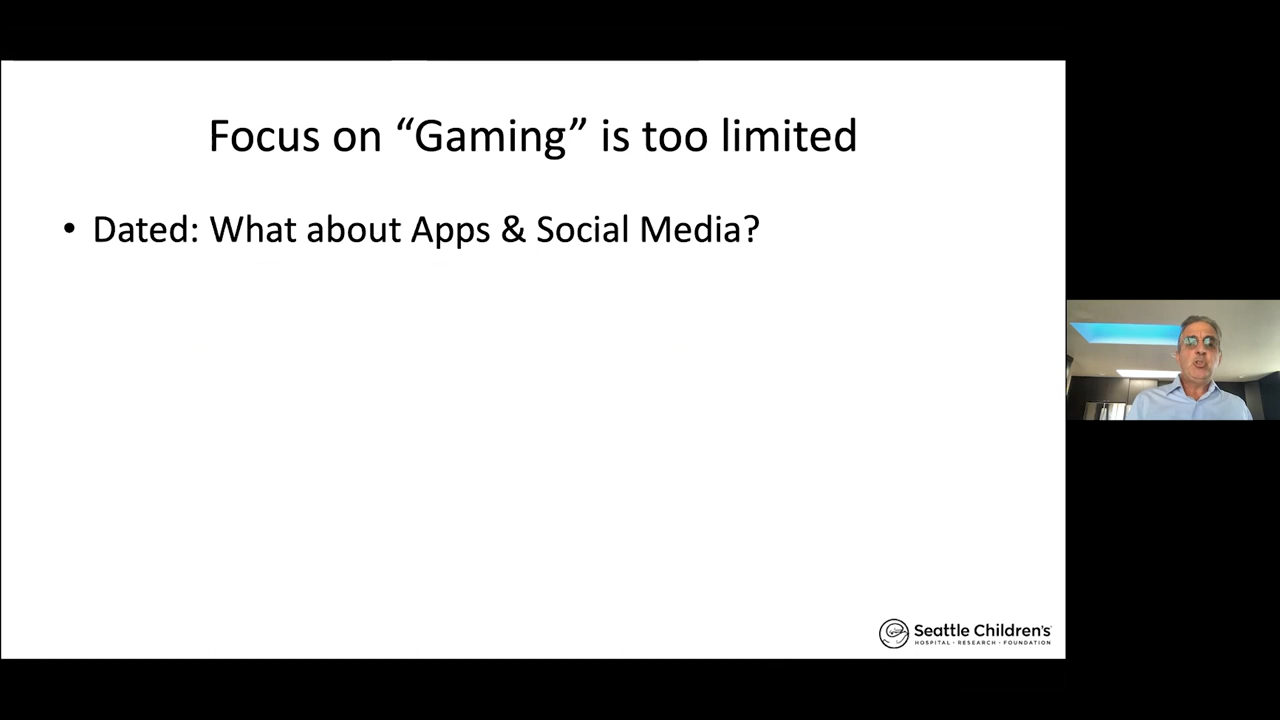 Focus on “Gaming” is too limited
• Dated: What about Apps & Social Media?
Seattle Children's
HOSPITAL • RESEARCH • FOUNDATION